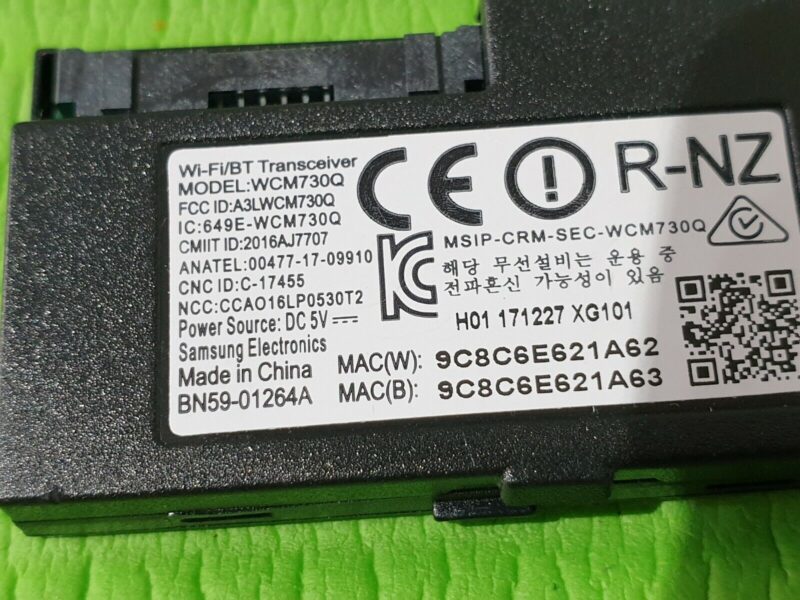 Wi-Fi/BT Transceiver
MODEL:WCM730Q
FCC ID:A3LWCM730Q
IC:649E-WCM730Q
CMIIT ID:2016AJ7707
ANATEL:00477-17-09910
CNC ID:C-17455
NCC:CCAO16LP0530T2
Power Source: DC 5V
Samsung Electronics
Made in China
BN59-01264A
CE
R-NZ
MSIP-CRM-SEC-WCM730Q
해당 무선설비는 운용 중
전파혼신 가능성이 있음
H01 171227 XG101
MAC(W): 9C8C6E621A62
MAC(B): 9C8C6E621A63